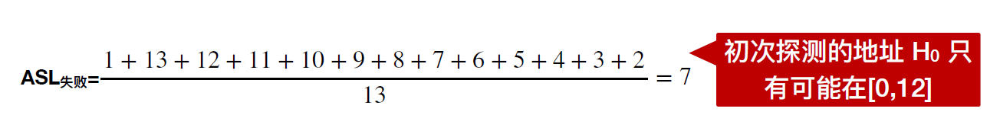 ASL失败= (1 + 13 + 12 + 11 + 10 + 9 + 8 + 7 + 6 + 5 + 4 + 3 + 2) / 13 = 7
初次探测的地址 H₀ 只
有可能在[0,12]